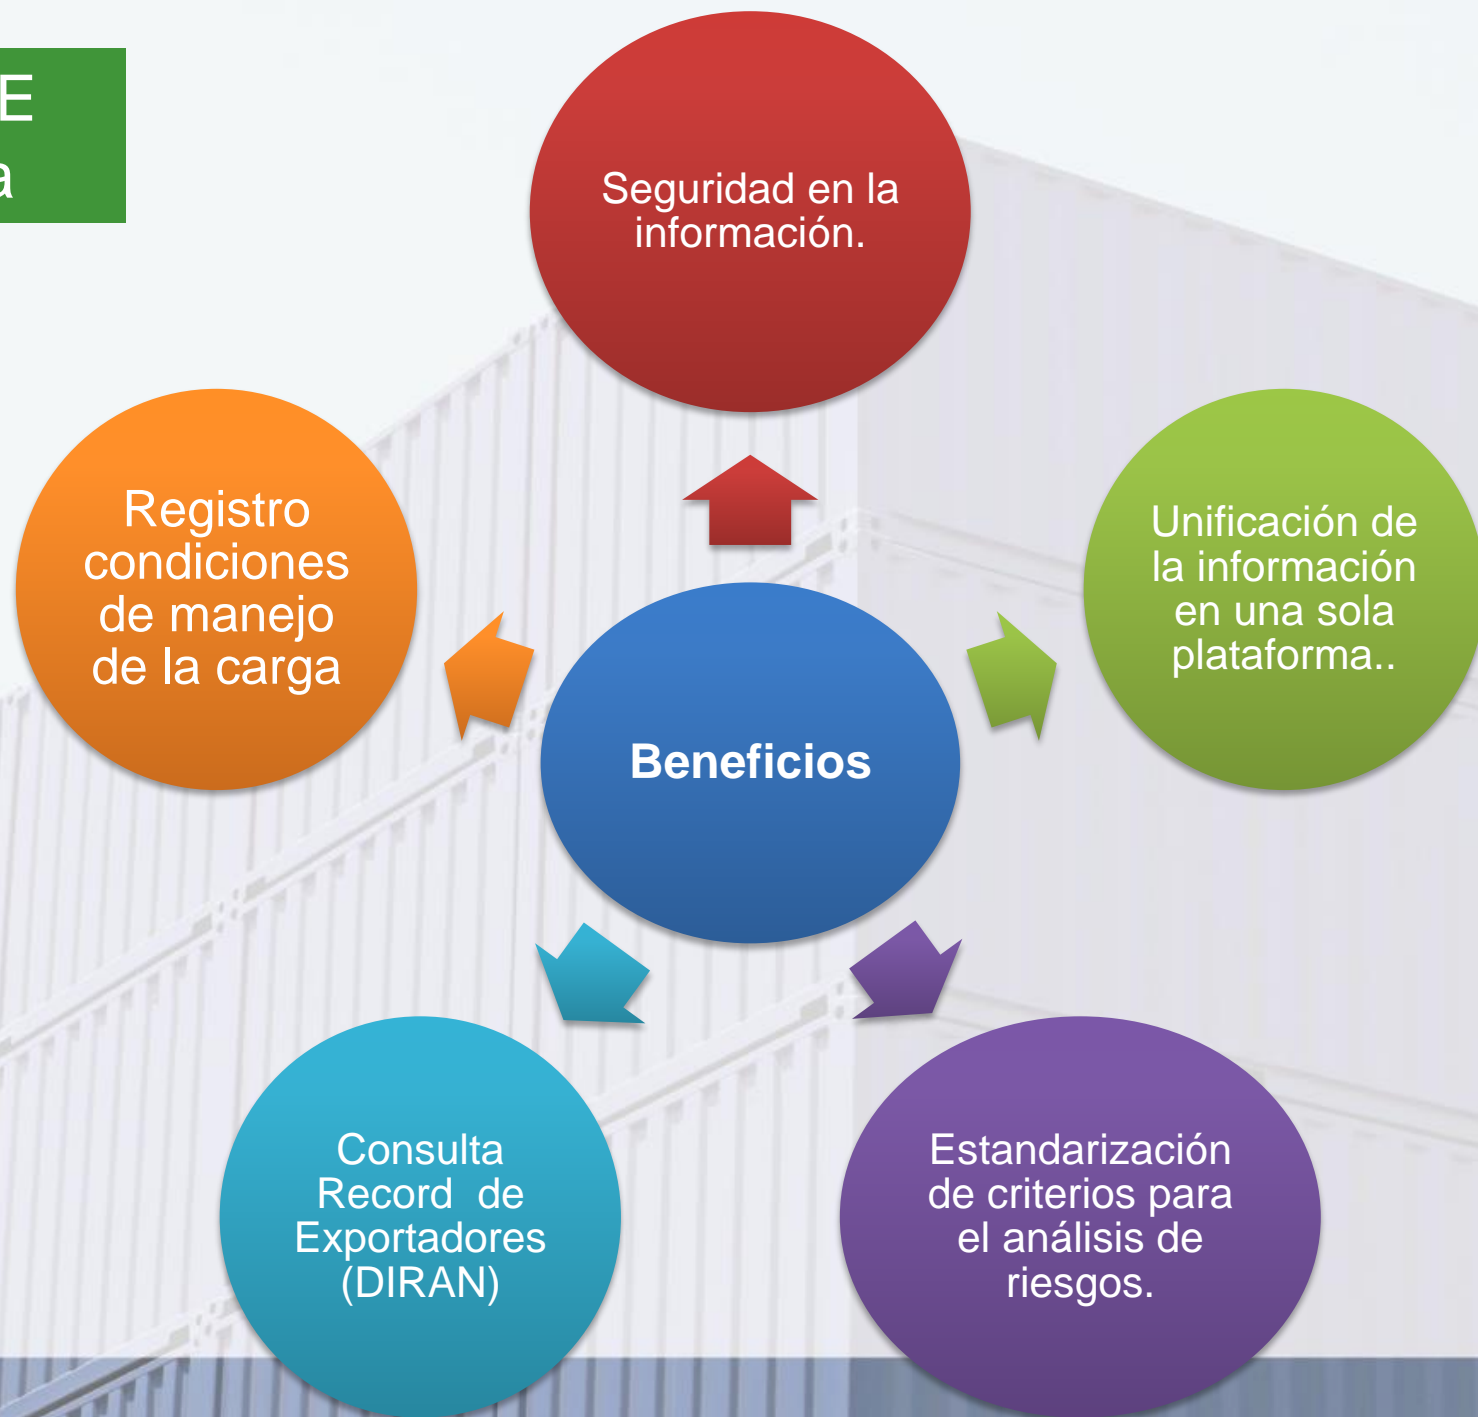 E
a
Seguridad en la
información.
Unificación de
la información
en una sola
plataforma..
Estandarización
de criterios para
el análisis de
riesgos.
Consulta
Record de
Exportadores
(DIRAN)
Registro
condiciones
de manejo
de la carga
Beneficios